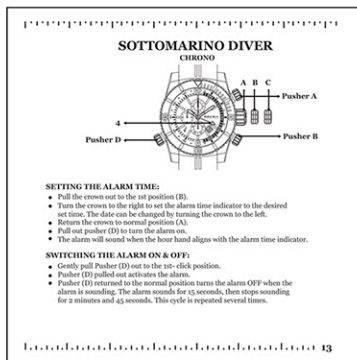 SOTTOMARINO DIVER
CHRONO
A B C
Pusher A
4
Pusher D
Pusher B
SETTING THE ALARM TIME:
• Pull the crown out to the 1st position (B).
• Turn the crown to the right to set the alarm time indicator to the desired
set time. The date can be changed by turning the crown to the left.
• Return the crown to normal position (A).
• Pull out pusher (D) to turn the alarm on.
• The alarm will sound when the hour hand aligns with the alarm time indicator.
SWITCHING THE ALARM ON & OFF:
• Gently pull Pusher (D) out to the 1st- click position.
• Pusher (D) pulled out activates the alarm.
• Pusher (D) returned to the normal position turns the alarm OFF when the
alarm is sounding. The alarm sounds for 15 seconds, then stops sounding
for 2 minutes and 45 seconds. This cycle is repeated several times.
13